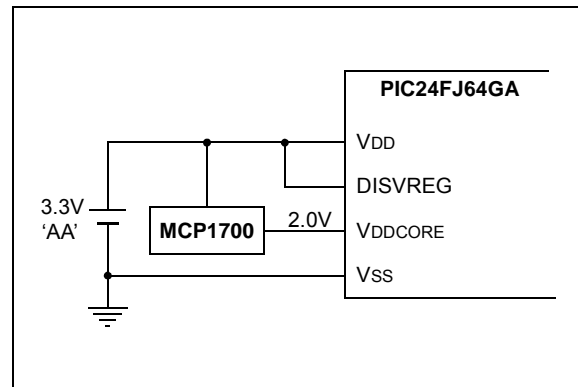 PIC24FJ64GA
VDD
DISVREG
3.3V
‘AA’
MCP1700
2.0V
VDDCORE
VSS